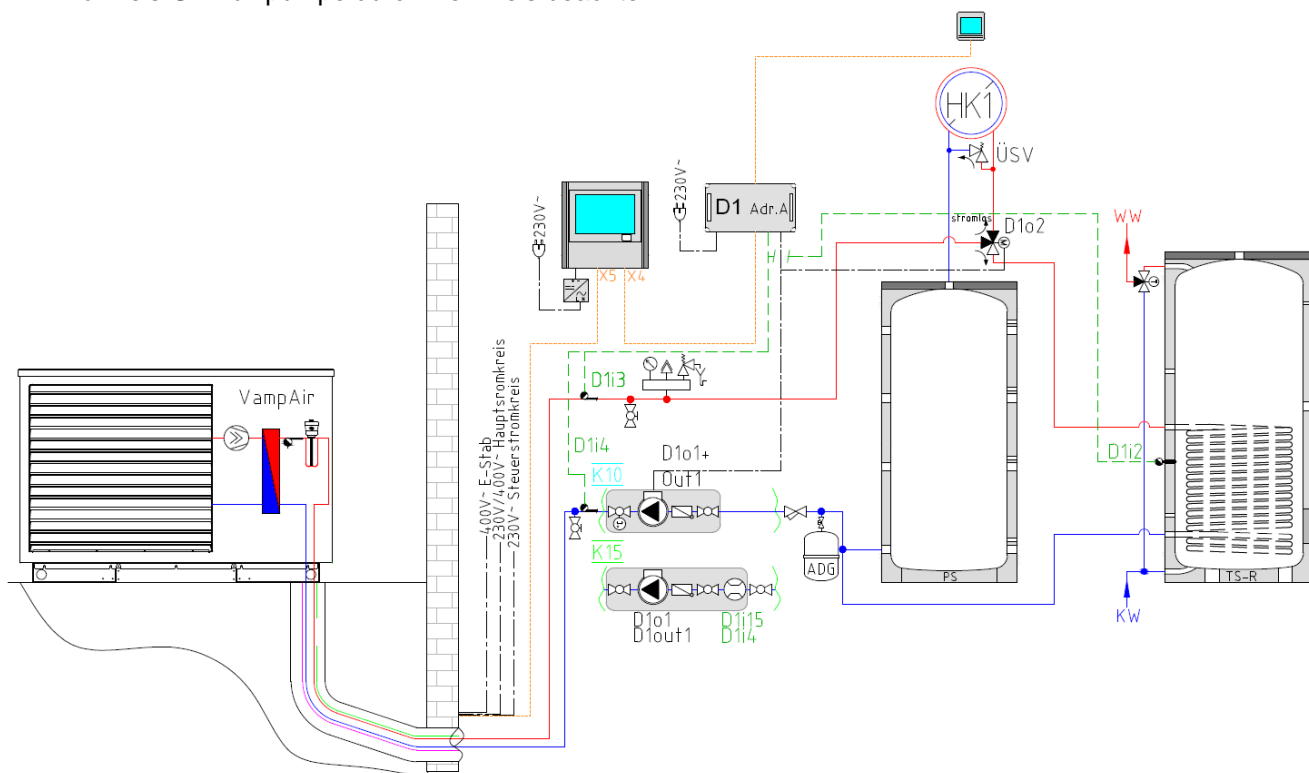 HK1
ÜSV
230V~
230V~
D1 Adr.A
stromlos
D1o2
WW
X5 X4
VampAir
D1i3
D1i4
400V~ E-Stab
230V/400V~ Hauptsromkreis
230V~ Steuerstromkreis
D1o1+
Out1
K10
D1i2
K15
ADG
PS
TS-R
D1o1
D1out1
D1i15
D1i4
KW